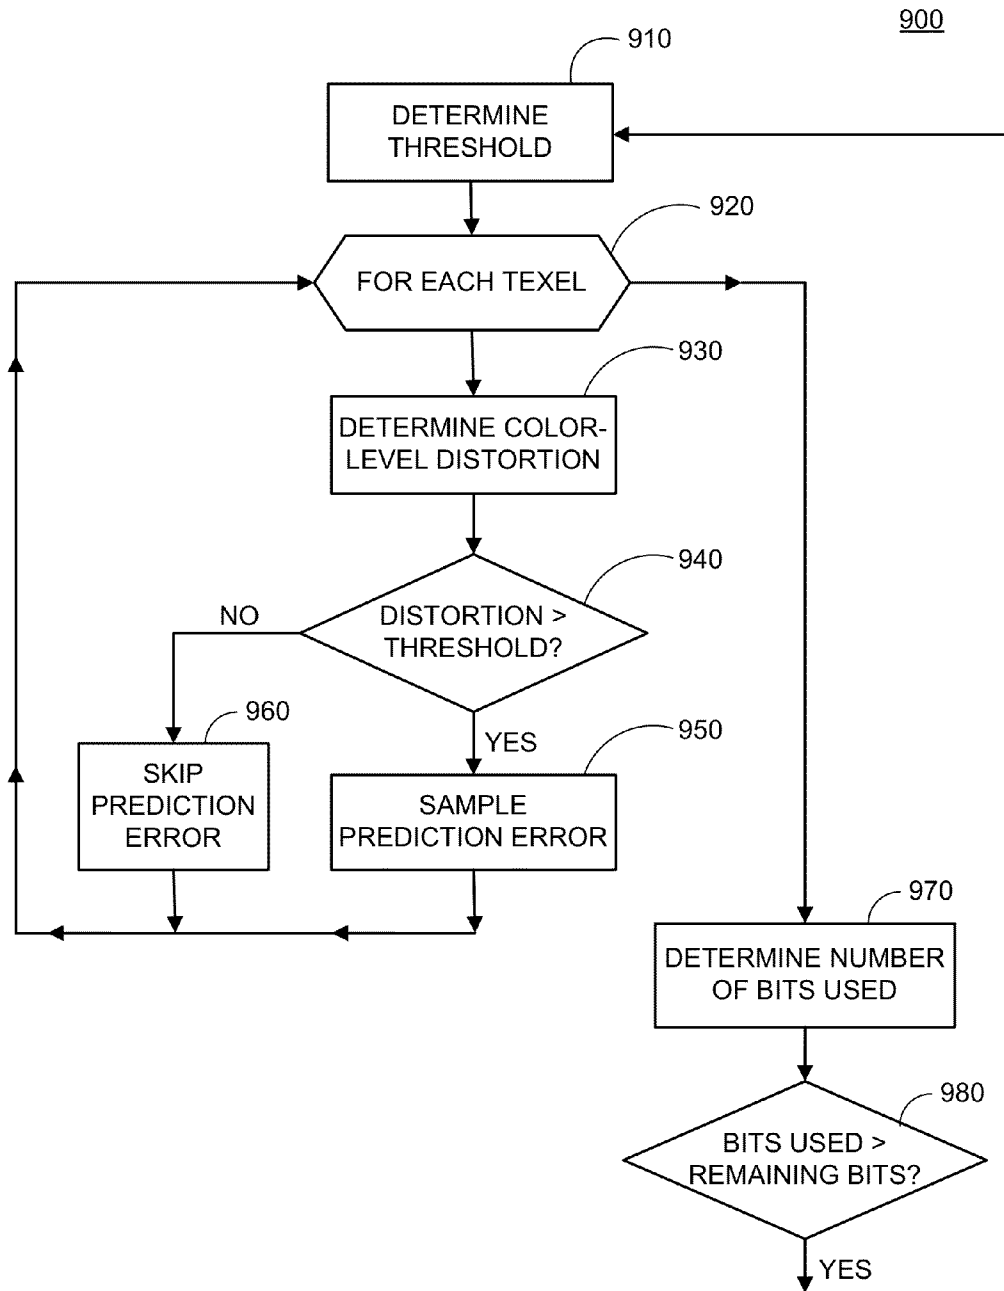 900
910
DETERMINE
THRESHOLD
920
FOR EACH TEXEL
930
DETERMINE COLOR-
LEVEL DISTORTION
940
DISTORTION >
THRESHOLD?
NO
YES
960
SKIP
PREDICTION
ERROR
950
SAMPLE
PREDICTION ERROR
970
DETERMINE NUMBER
OF BITS USED
980
BITS USED >
REMAINING BITS?
YES